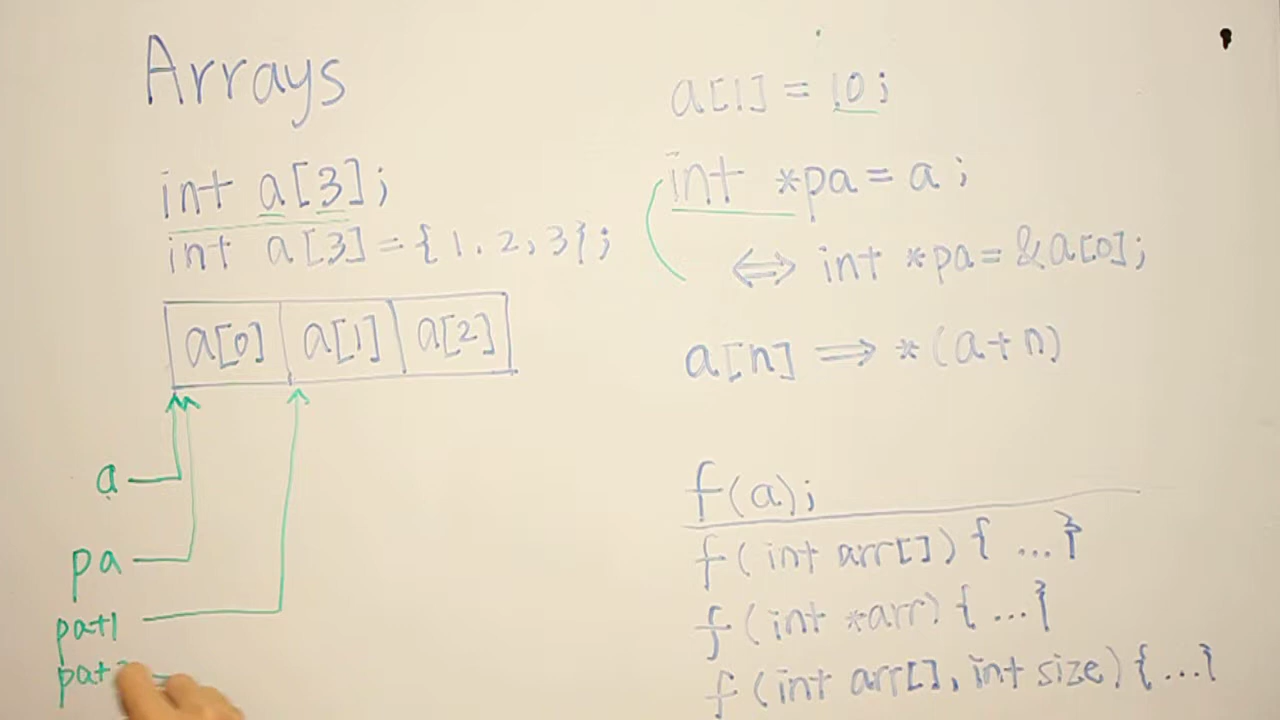 Arrays
int a[3];
int a[3]={1,2,3};
a[0] a[1] a[2]
a
pa
pa+1
a[1] = 10;
int *pa = a;
⟺ int *pa = &a[0];
a[n] ⟹ *(a+n)
f(a);
f(int arr[]) { ... }
f(int *arr) { ... }
f(int arr[], int size) { ... }